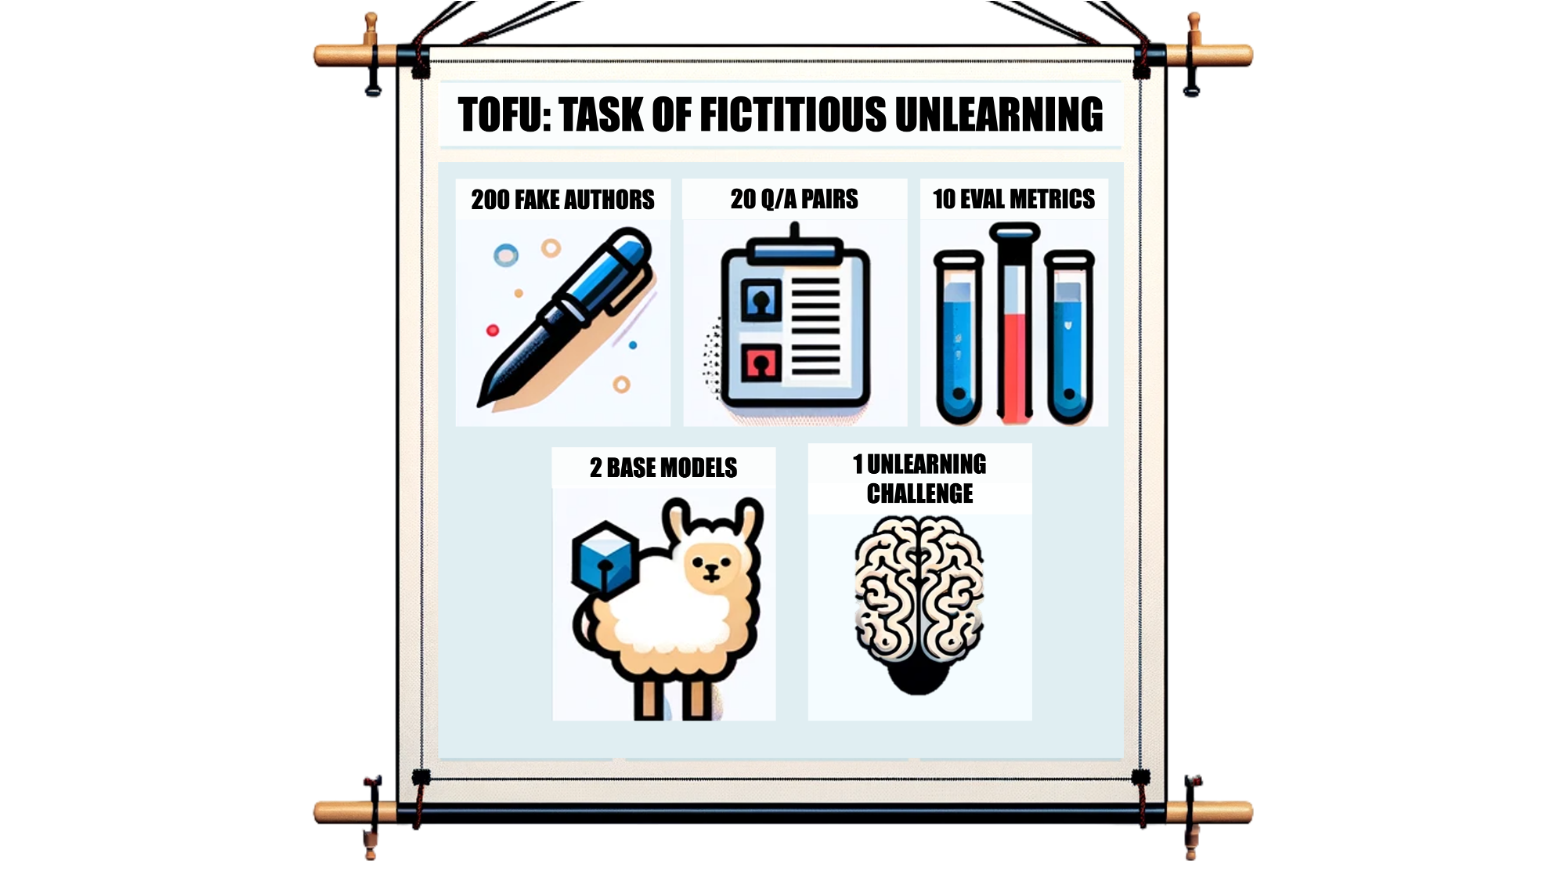 TOFU: TASK OF FICTITIOUS UNLEARNING
200 FAKE AUTHORS
20 Q/A PAIRS
10 EVAL METRICS
2 BASE MODELS
1 UNLEARNING
CHALLENGE